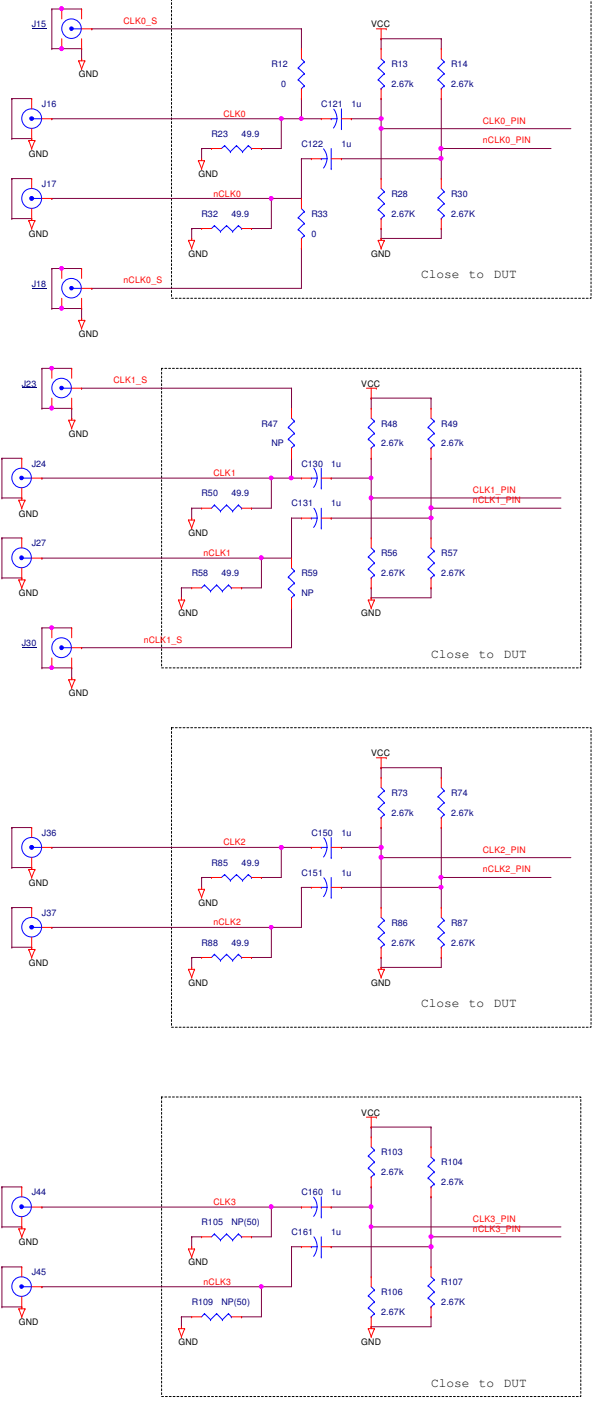 J15
CLK0_S
VCC
GND
R12
0
R13
2.67k
R14
2.67k
J16
CLK0
C121 1u
CLK0_PIN
GND
R23 49.9
C122 1u
nCLK0_PIN
GND
J17
nCLK0
R28
2.67K
R30
2.67K
GND
R32 49.9
R33
0
GND
GND
J18
nCLK0_S
Close to DUT
GND
J23
CLK1_S
VCC
GND
R47
NP
R48
2.67k
R49
2.67k
J24
CLK1
C130 1u
GND
R50 49.9
CLK1_PIN
nCLK1_PIN
C131 1u
GND
J27
nCLK1
R56
2.67K
R57
2.67K
GND
R58 49.9
R59
NP
GND
GND
J30
nCLK1_S
Close to DUT
GND
VCC
R73
2.67k
R74
2.67k
J36
CLK2
C150 1u
CLK2_PIN
GND
R85 49.9
C151 1u
nCLK2_PIN
GND
J37
nCLK2
R86
2.67K
R87
2.67K
GND
R88 49.9
GND
GND
Close to DUT
VCC
R103
2.67k
R104
2.67k
J44
CLK3
C160 1u
GND
R105 NP(50)
CLK3_PIN
nCLK3_PIN
C161 1u
GND
J45
nCLK3
R106
2.67K
R107
2.67K
GND
R109 NP(50)
GND
GND
Close to DUT